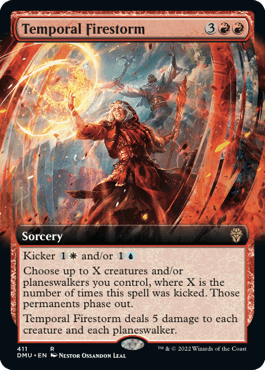 Temporal Firestorm 3
Sorcery
Kicker 1 and/or 1
Choose up to X creatures and/or
planeswalkers you control, where X is the
number of times this spell was kicked. Those
permanents phase out.
Temporal Firestorm deals 5 damage to
each creature and each planeswalker.
411 R
DMU • EN NESTOR OSSANDON LEAL
™ & © 2022 Wizards of the Coast